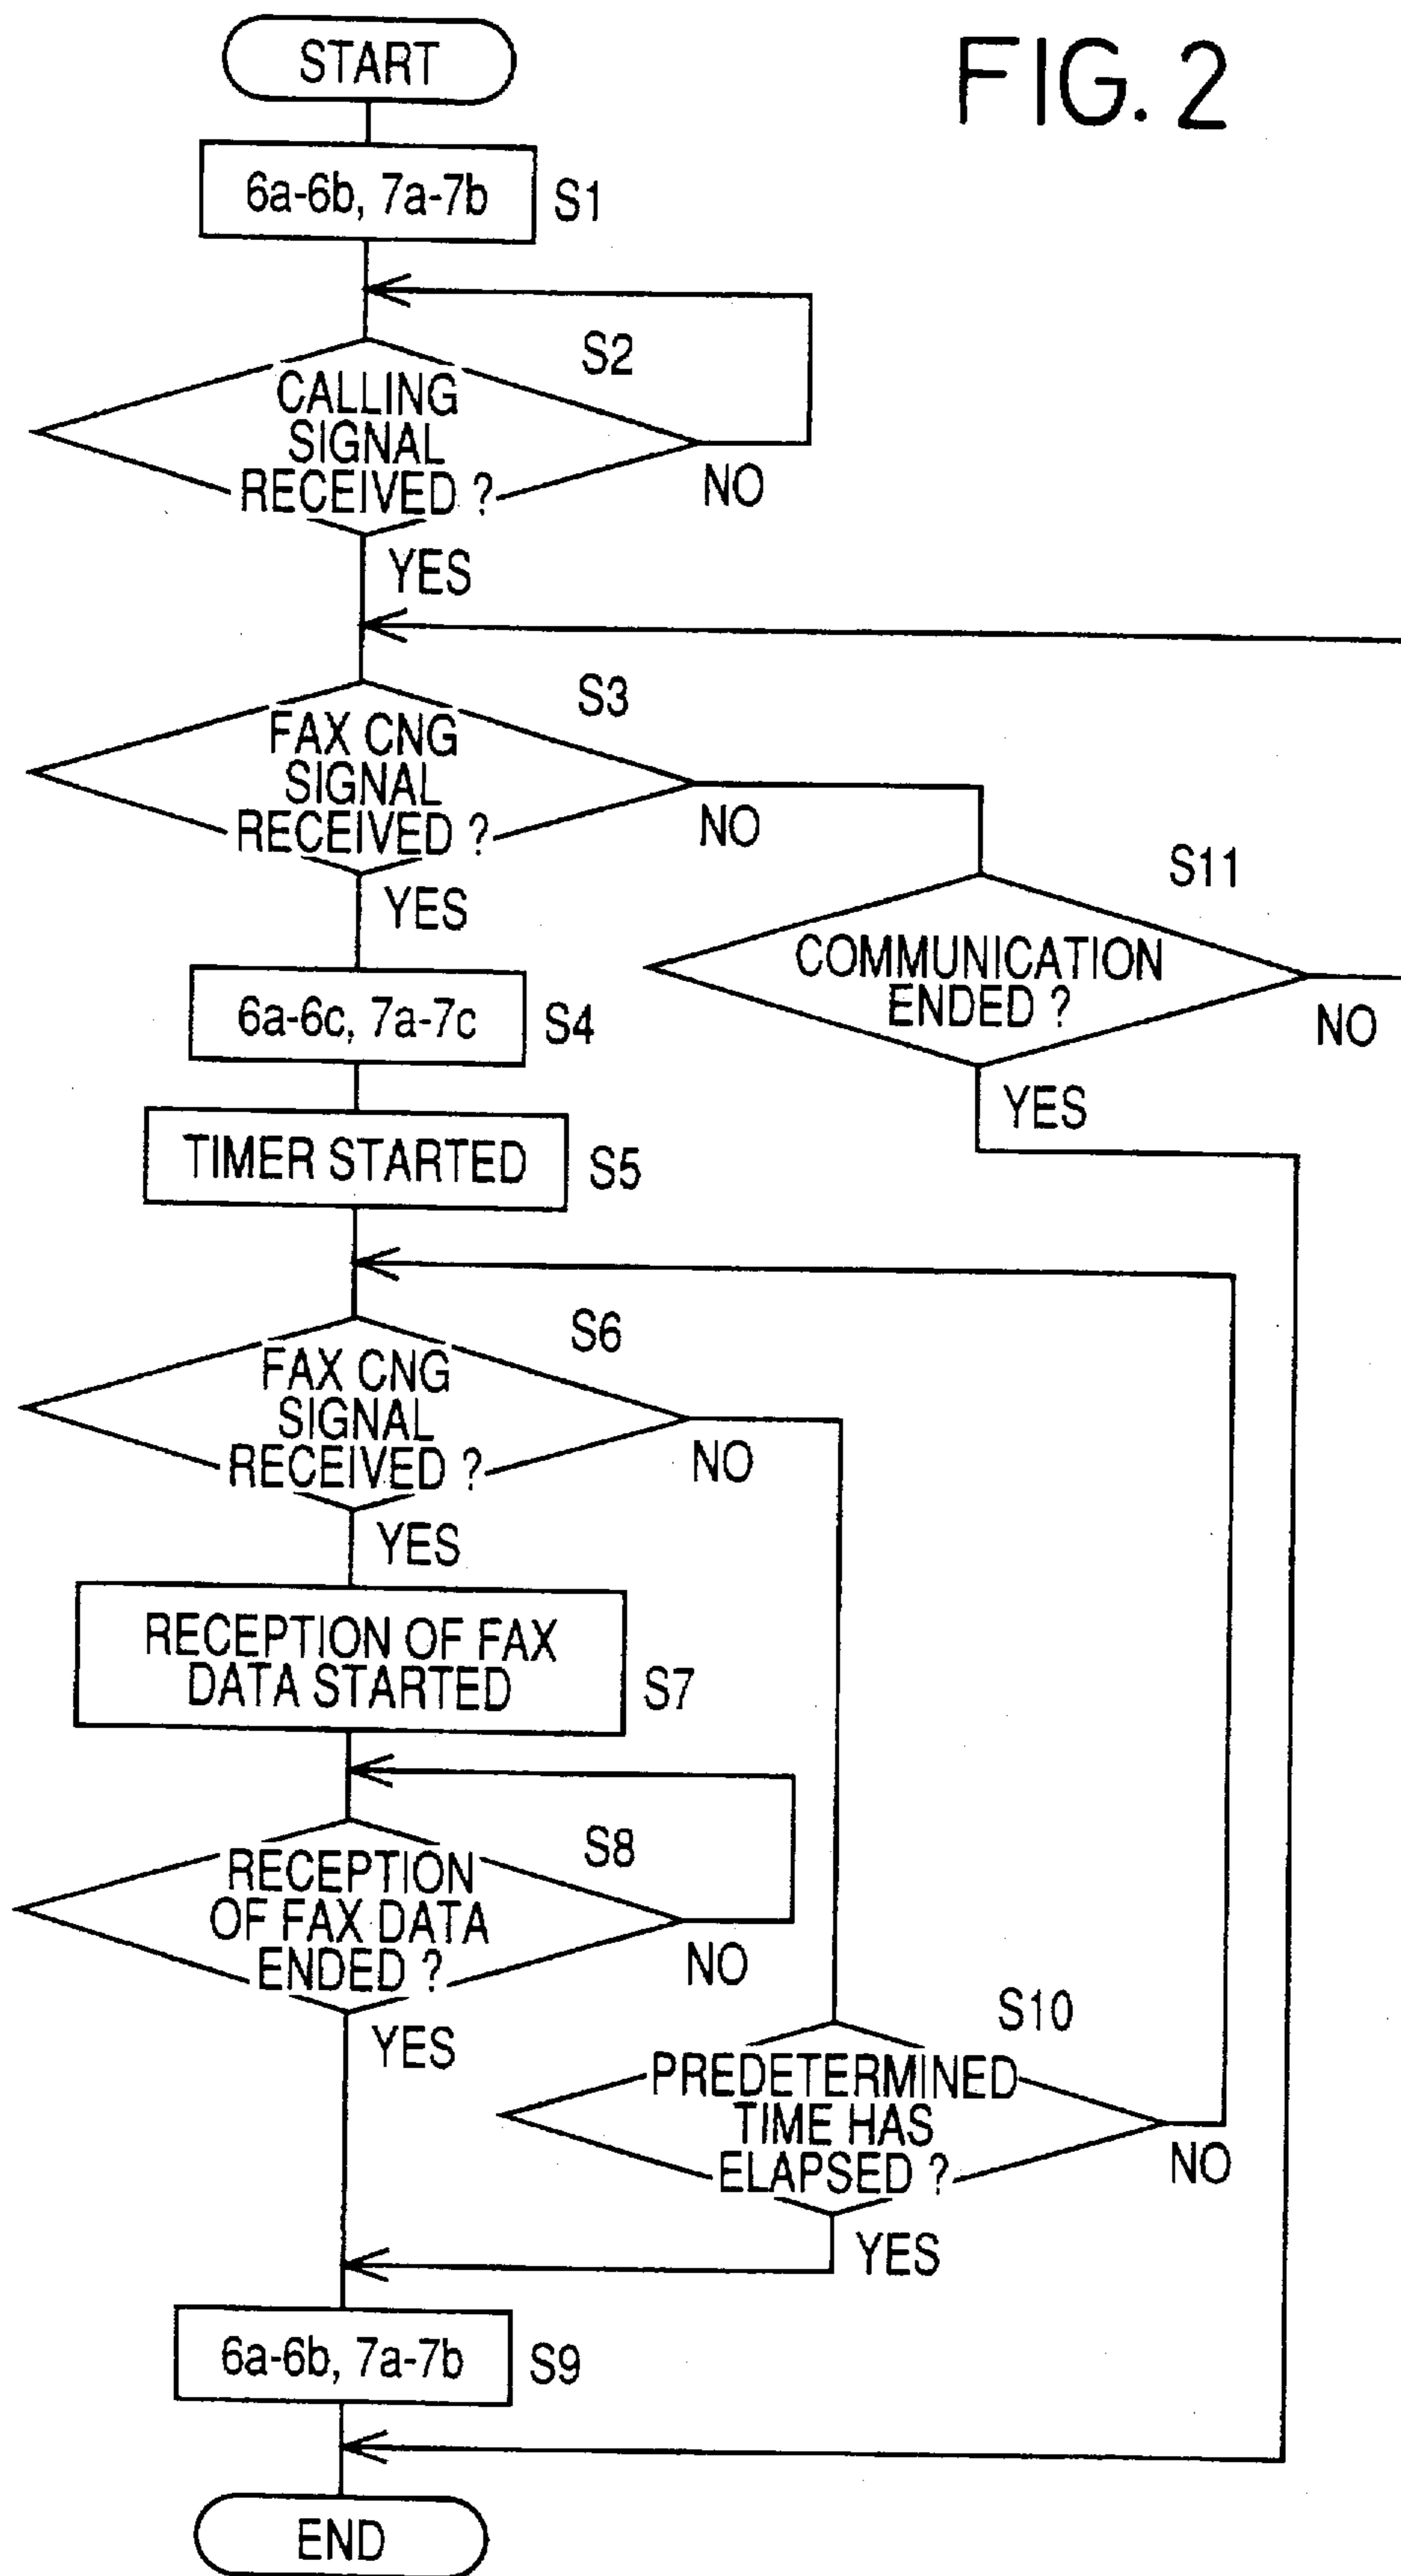 START
FIG. 2
6a-6b, 7a-7b
S1
S2
CALLING
SIGNAL
RECEIVED ?
NO
YES
S3
FAX CNG
SIGNAL
RECEIVED ?
NO
YES
S11
COMMUNICATION
ENDED ?
NO
YES
6a-6c, 7a-7c
S4
TIMER STARTED
S5
S6
FAX CNG
SIGNAL
RECEIVED ?
NO
YES
RECEPTION OF FAX
DATA STARTED
S7
S8
RECEPTION
OF FAX DATA
ENDED ?
NO
YES
S10
PREDETERMINED
TIME HAS
ELAPSED ?
NO
YES
6a-6b, 7a-7b
S9
END